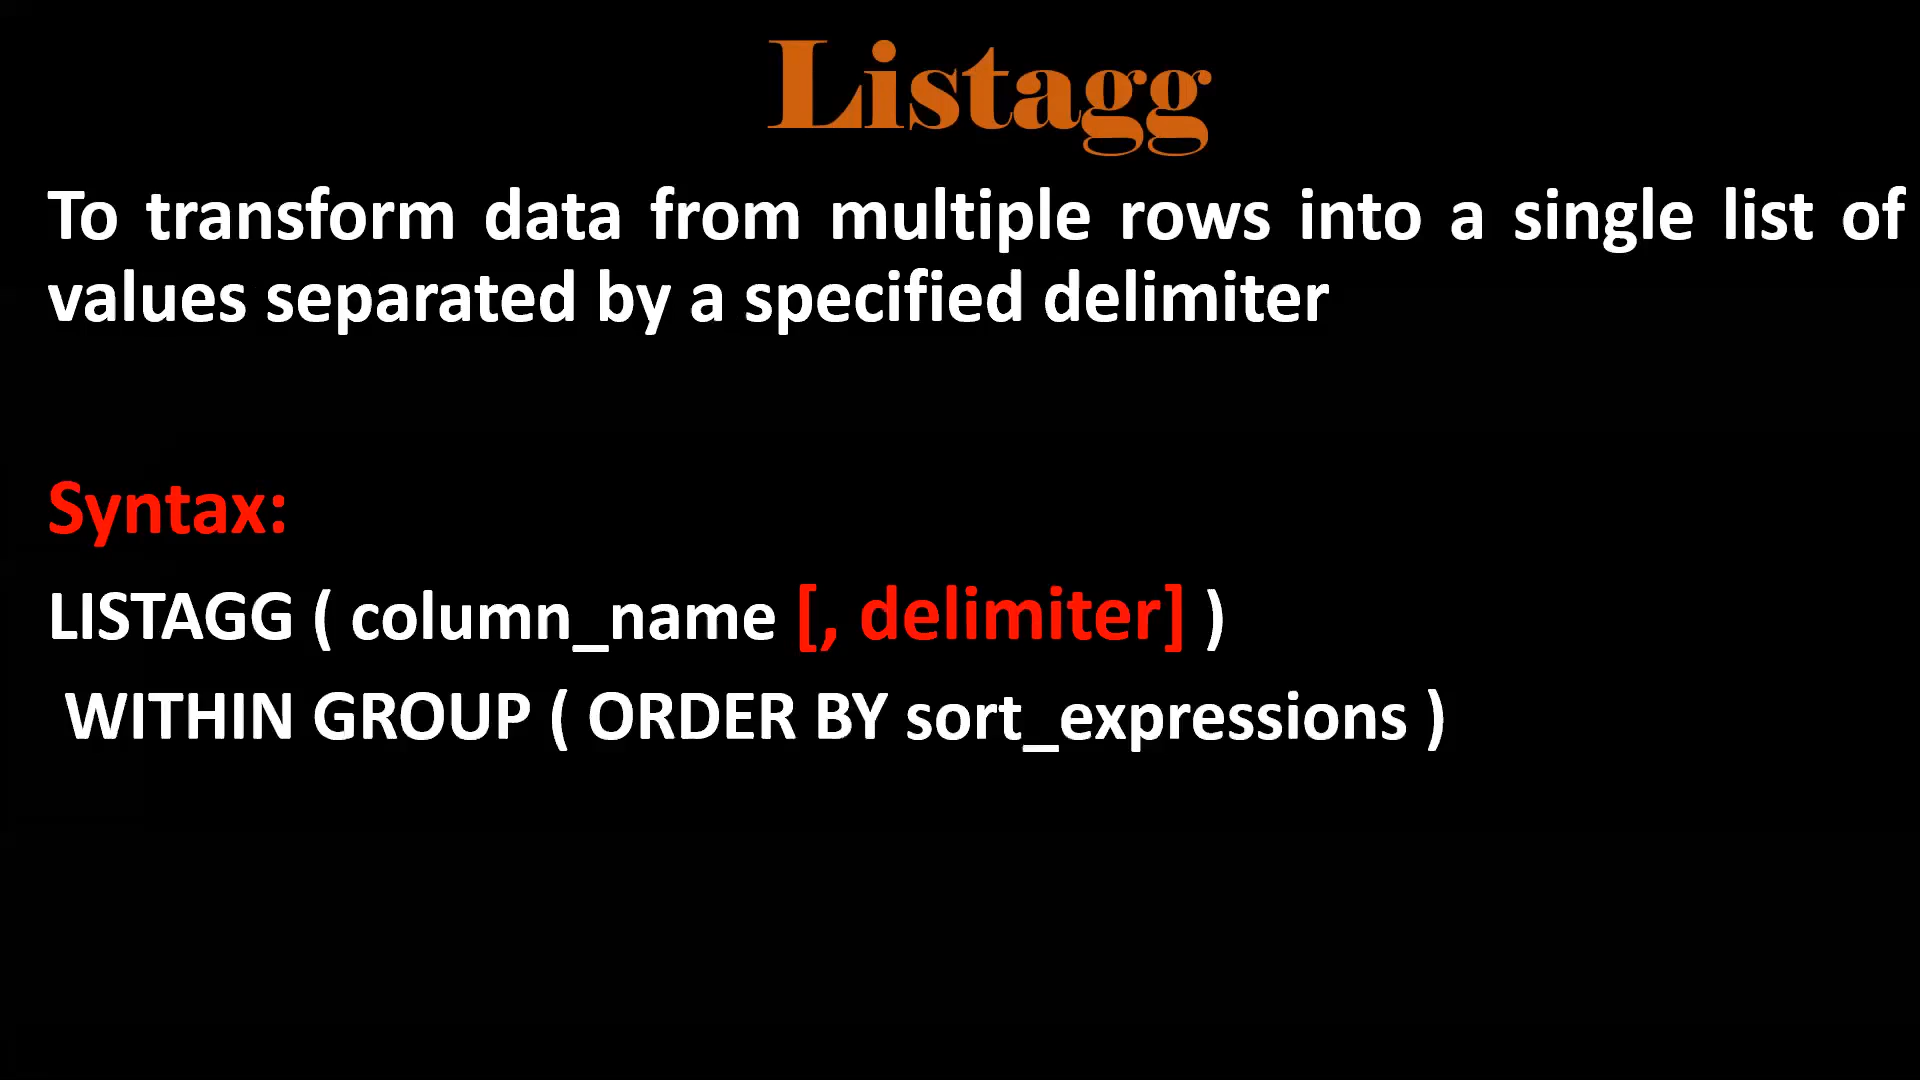 Listagg
To transform data from multiple rows into a single list of
values separated by a specified delimiter
Syntax:
LISTAGG ( column_name [, delimiter] )
WITHIN GROUP ( ORDER BY sort_expressions )